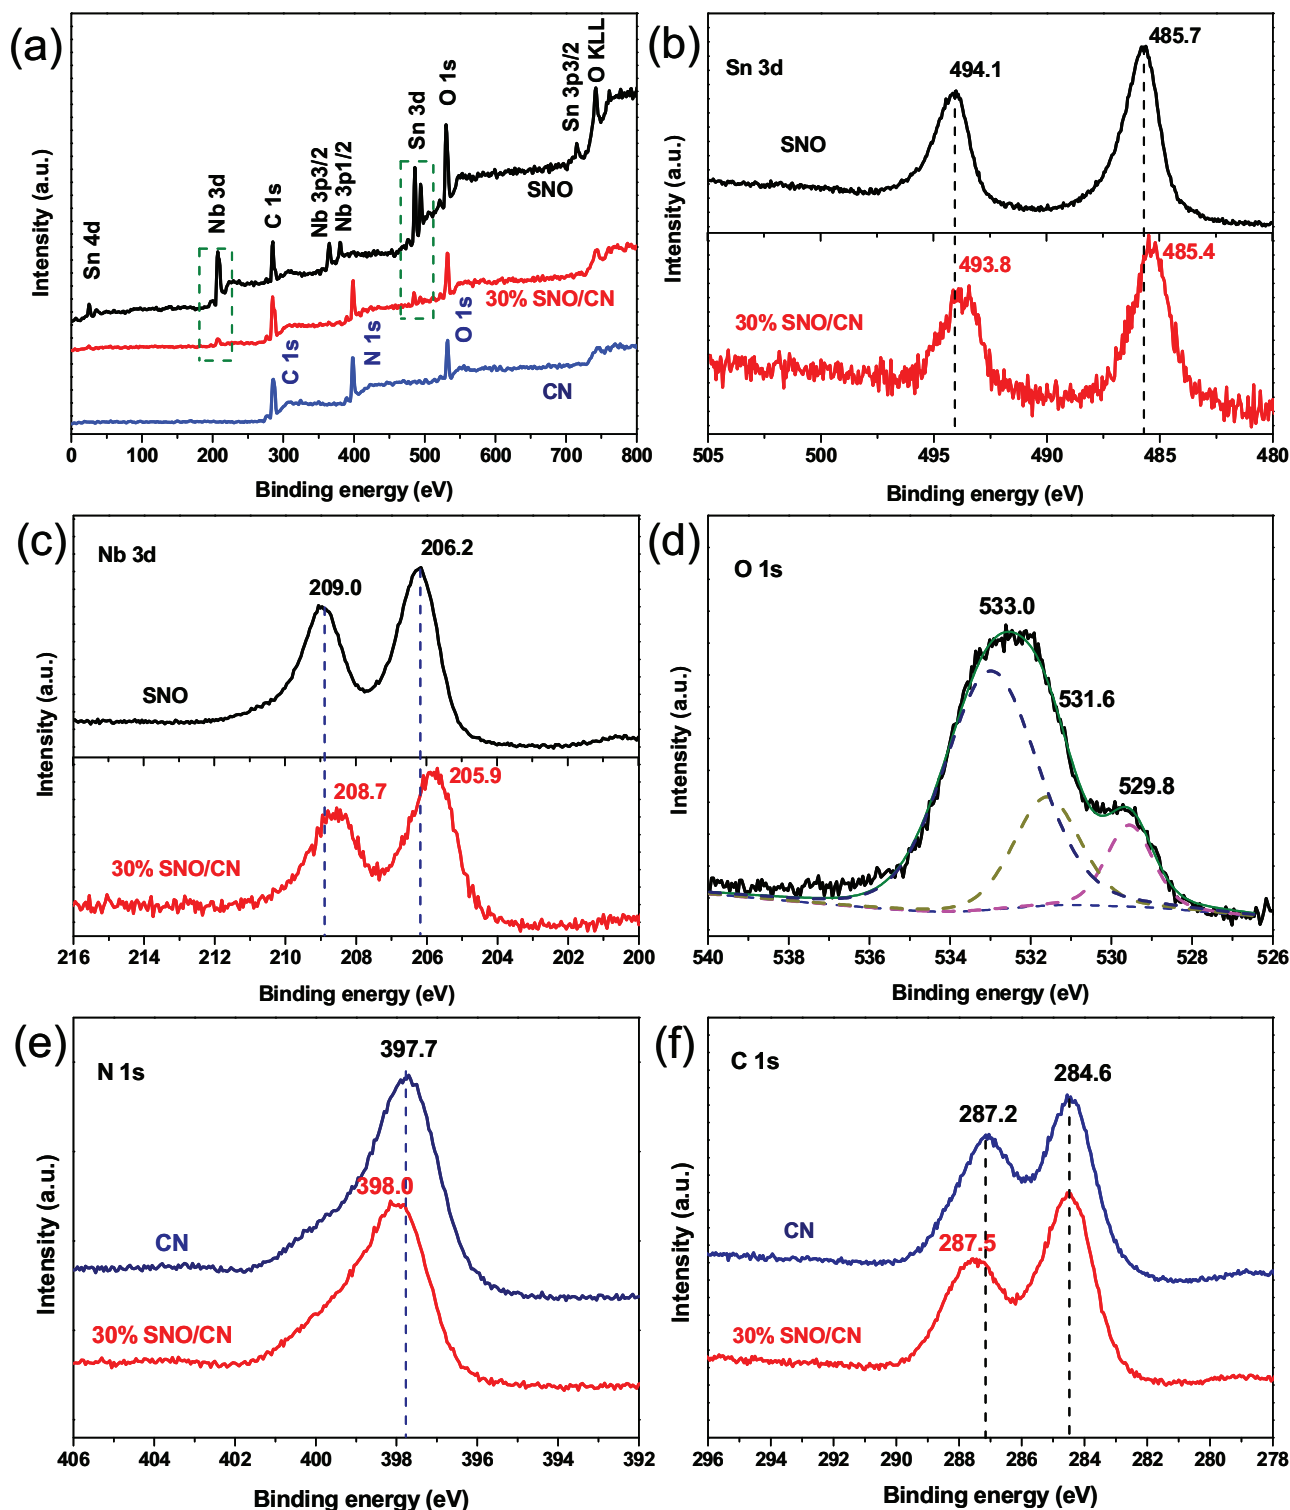 (a)
Sn 4d
Nb 3d
C 1s
Nb 3p3/2
Nb 3p1/2
Sn 3d
O 1s
Sn 3p3/2
O KLL
SNO
30% SNO/CN
C 1s
N 1s
O 1s
CN
Intensity (a.u.)
0 100 200 300 400 500 600 700 800
Binding energy (eV)
(b)
Sn 3d
494.1
485.7
SNO
493.8
485.4
30% SNO/CN
Intensity (a.u.)
505 500 495 490 485 480
Binding energy (eV)
(c)
Nb 3d
209.0
206.2
SNO
208.7
205.9
30% SNO/CN
Intensity (a.u.)
216 214 212 210 208 206 204 202 200
Binding energy (eV)
(d)
O 1s
533.0
531.6
529.8
Intensity (a.u.)
540 538 536 534 532 530 528 526
Binding energy (eV)
(e)
N 1s
397.7
398.0
CN
30% SNO/CN
Intensity (a.u.)
406 404 402 400 398 396 394 392
Binding energy (eV)
(f)
C 1s
287.2
284.6
CN
287.5
30% SNO/CN
Intensity (a.u.)
296 294 292 290 288 286 284 282 280 278
Binding energy (eV)